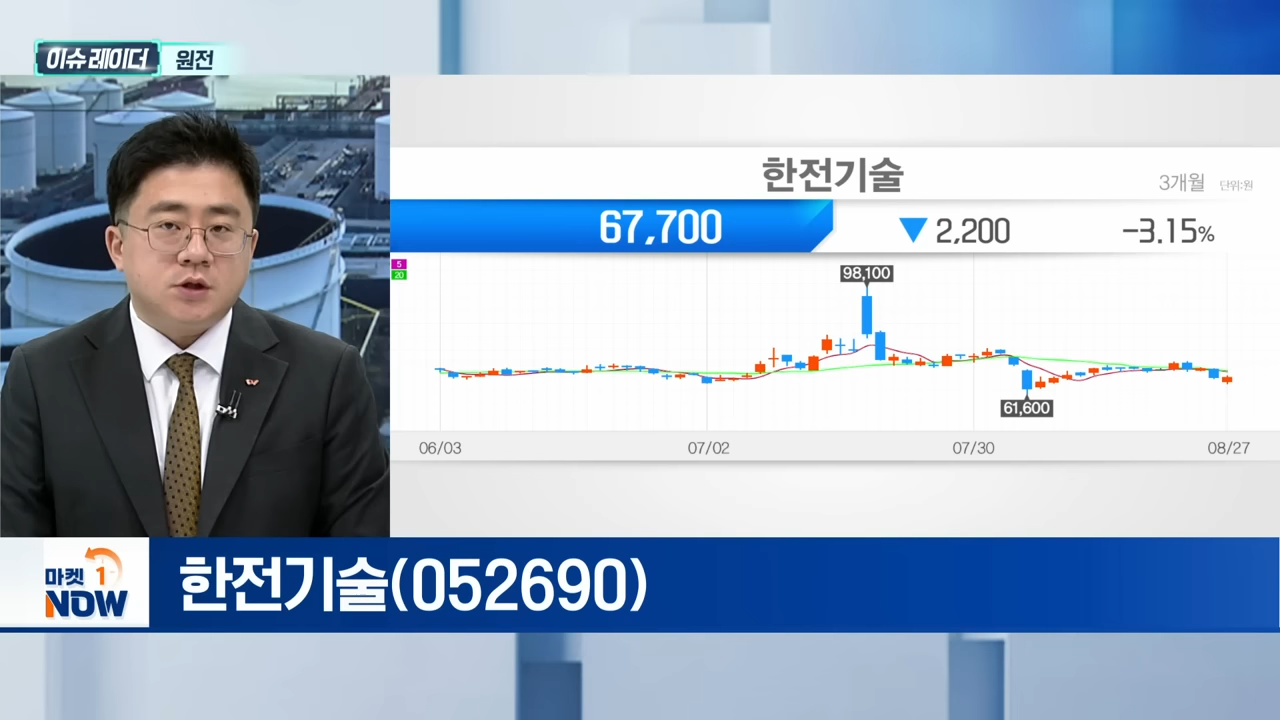 이슈 레이더 원전
한전기술
3개월 단위:원
67,700 ▼ 2,200 -3.15%
5
20
98,100
61,600
06/03 07/02 07/30 08/27
마켓 1
NOW
한전기술(052690)